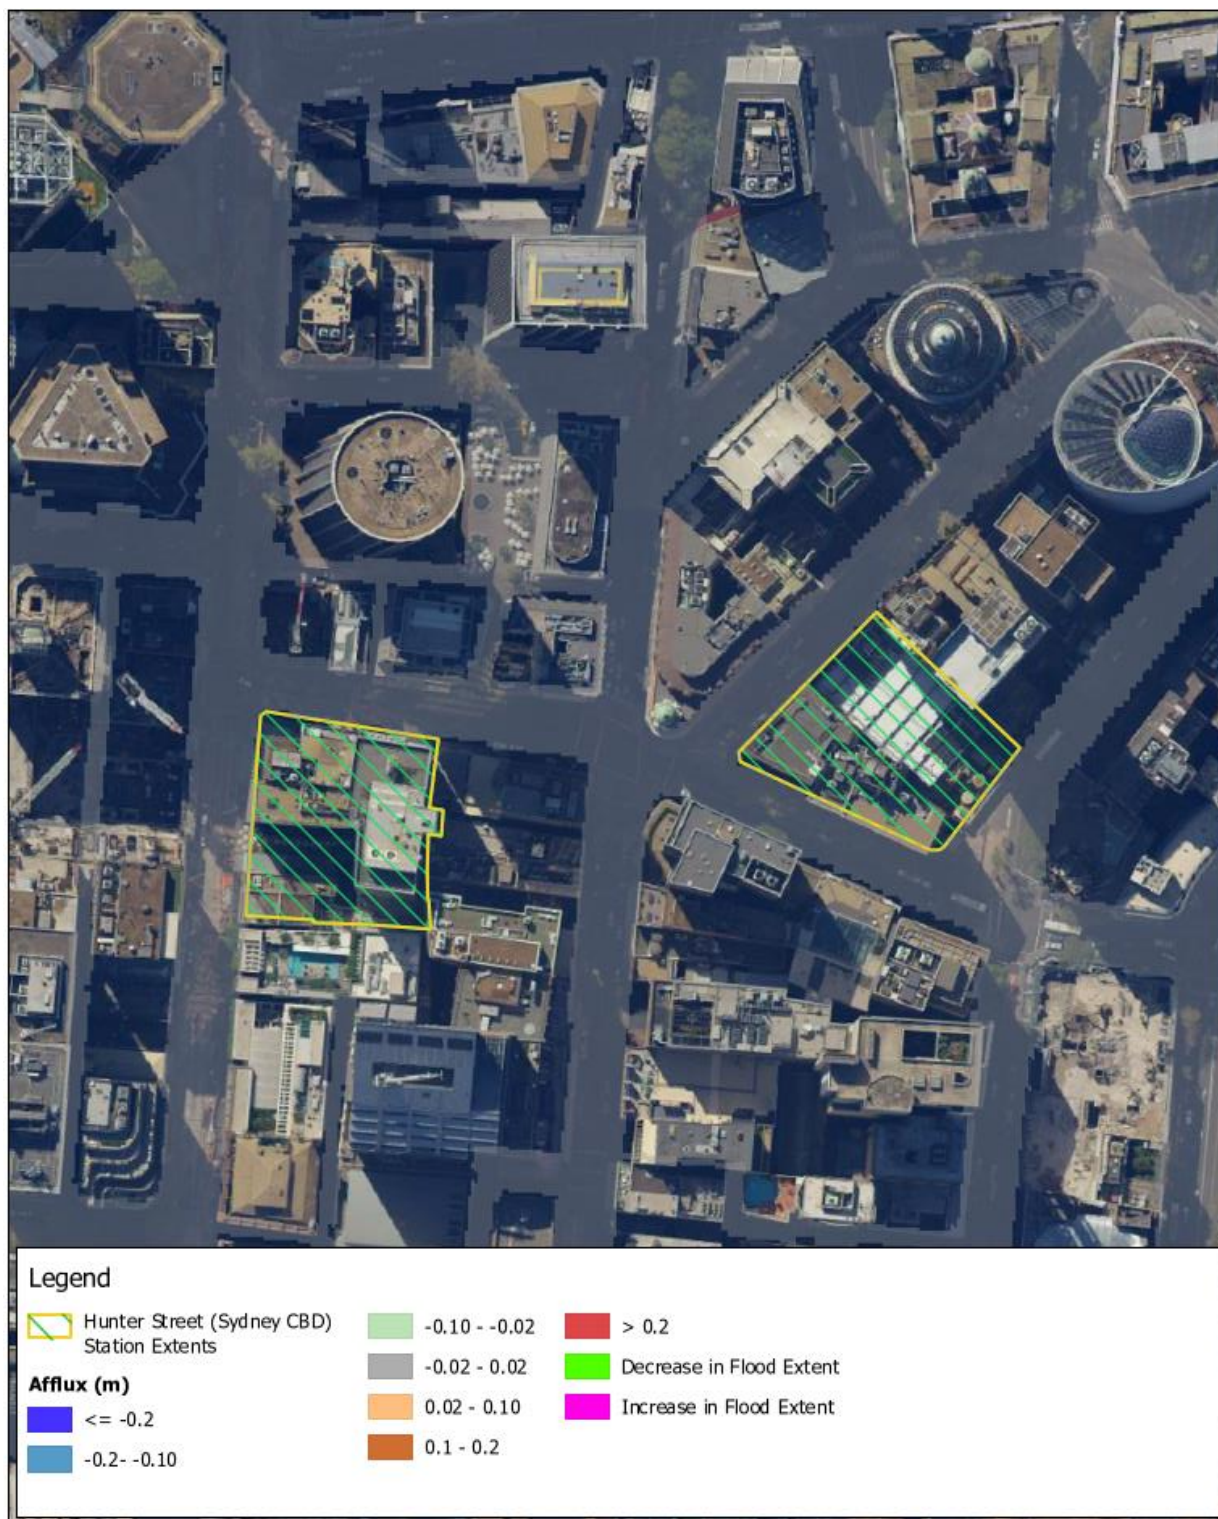 Legend
Hunter Street (Sydney CBD)
Station Extents
Afflux (m)
<= -0.2
-0.2- -0.10
-0.10 - -0.02
-0.02 - 0.02
0.02 - 0.10
0.1 - 0.2
> 0.2
Decrease in Flood Extent
Increase in Flood Extent